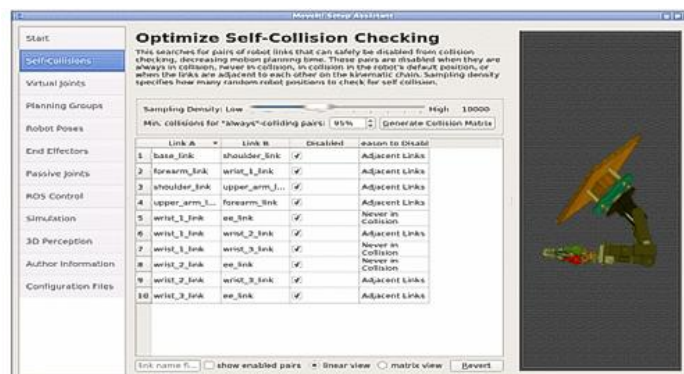 MoveIt! Setup Assistant
Start
Self-Collisions
Virtual Joints
Planning Groups
Robot Poses
End Effectors
Passive Joints
ROS Control
Simulation
3D Perception
Author Information
Configuration Files
Optimize Self-Collision Checking
This searches for pairs of robot links that can safely be disabled from collision
checking, decreasing motion planning time. These pairs are disabled when they are
always in collision, never in collision, in collision in the robot's default position, or
when the links are adjacent to each other on the kinematic chain. Sampling density
specifies how many random robot positions to check for self collision.
Sampling Density: Low High 10000
Min. collisions for "always"-colliding pairs: 95% Generate Collision Matrix
Link A Link B Disabled eason to Disabl
1 base_link shoulder_link Adjacent Links
2 forearm_link wrist_1_link Adjacent Links
3 shoulder_link upper_arm_l... Adjacent Links
4 upper_arm_l... forearm_link Adjacent Links
5 wrist_1_link ee_link Never in
Collision
6 wrist_1_link wrist_2_link Adjacent Links
7 wrist_1_link wrist_3_link Never in
Collision
8 wrist_2_link ee_link Never in
Collision
9 wrist_2_link wrist_3_link Adjacent Links
10 wrist_3_link ee_link Adjacent Links
link name fi... show enabled pairs linear view matrix view Revert